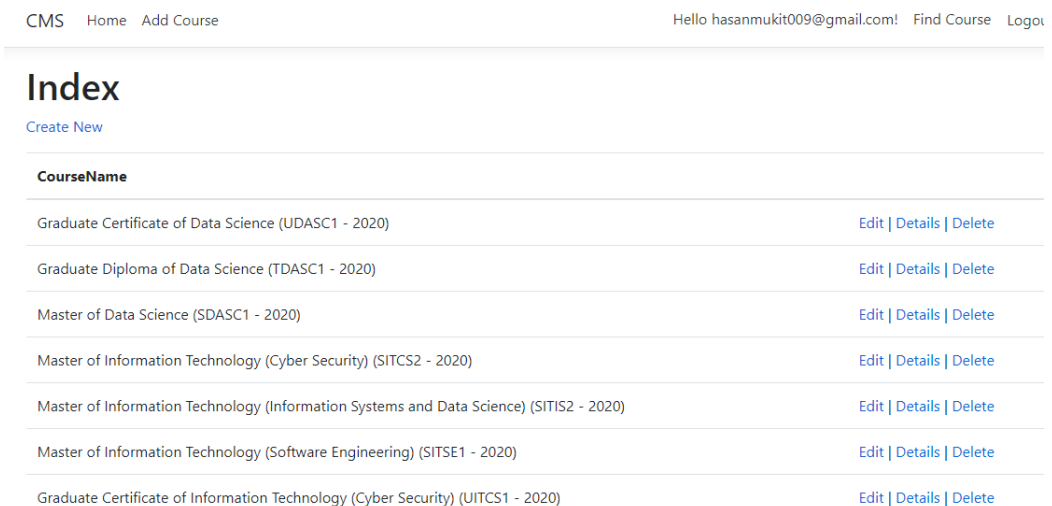 CMS Home Add Course Hello hasanmukit009@gmail.com! Find Course
Index
Create New
CourseName
Graduate Certificate of Data Science (UDASC1 - 2020) Edit | Details | Delete
Graduate Diploma of Data Science (TDASC1 - 2020) Edit | Details | Delete
Master of Data Science (SDASC1 - 2020) Edit | Details | Delete
Master of Information Technology (Cyber Security) (SITCS2 - 2020) Edit | Details | Delete
Master of Information Technology (Information Systems and Data Science) (SITIS2 - 2020) Edit | Details | Delete
Master of Information Technology (Software Engineering) (SITSE1 - 2020) Edit | Details | Delete
Graduate Certificate of Information Technology (Cyber Security) (UITCS1 - 2020) Edit | Details | Delete